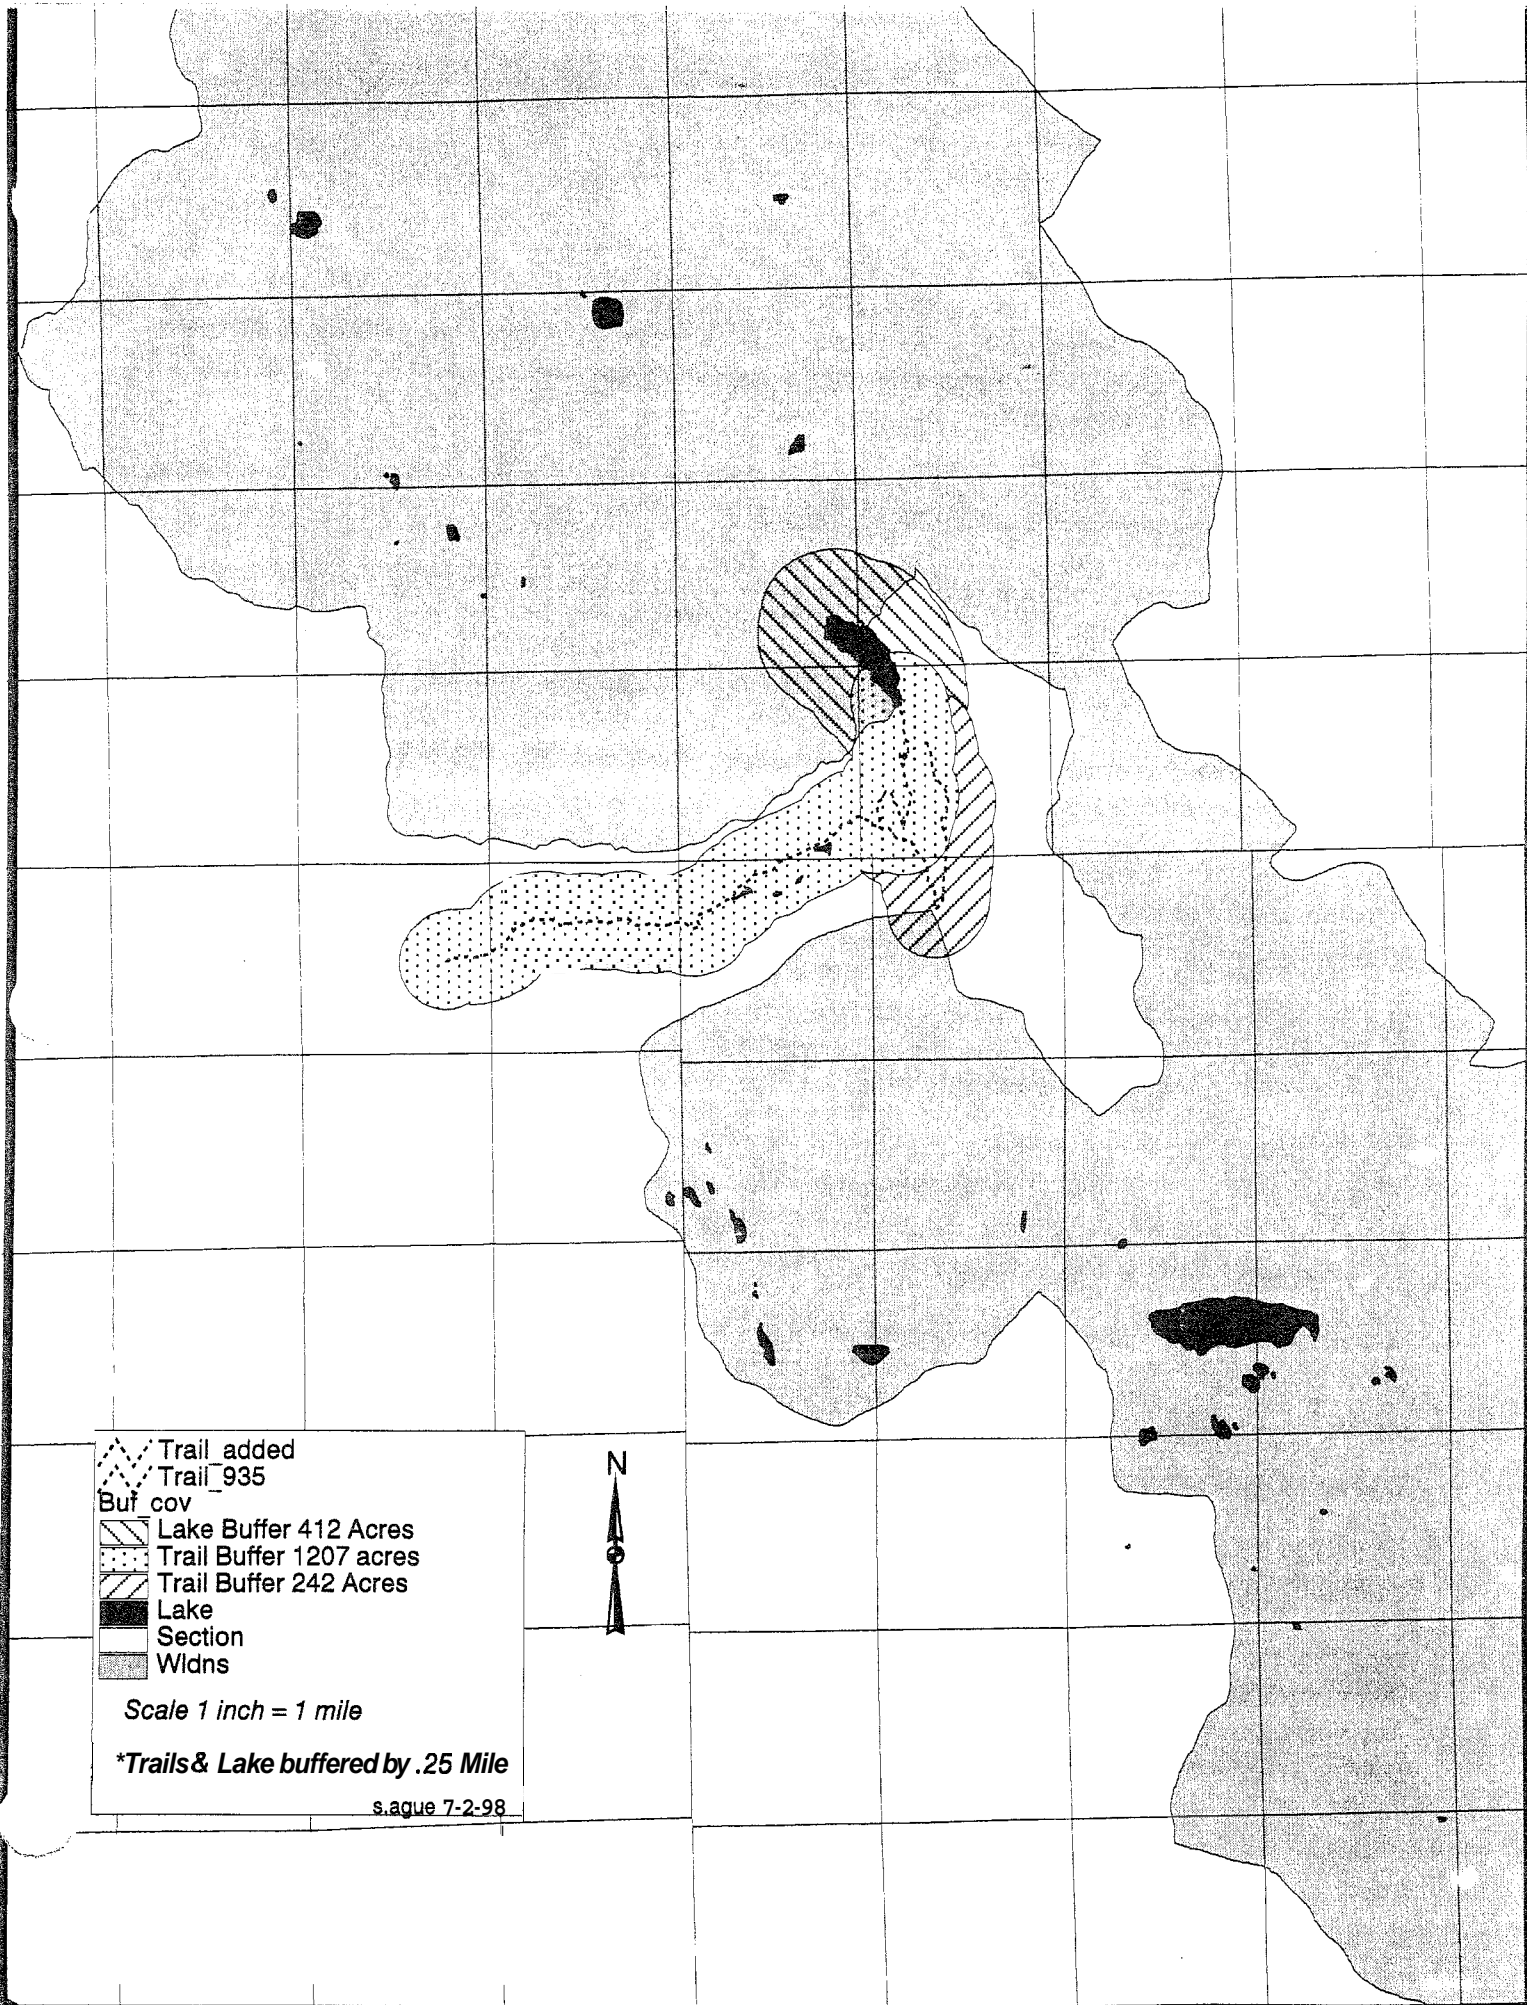 Trail_added
Trail_935
Buf_cov
Lake Buffer 412 Acres
Trail Buffer 1207 acres
Trail Buffer 242 Acres
Lake
Section
Wldns
Scale 1 inch = 1 mile
*Trails & Lake buffered by .25 Mile
s.ague 7-2-98
N